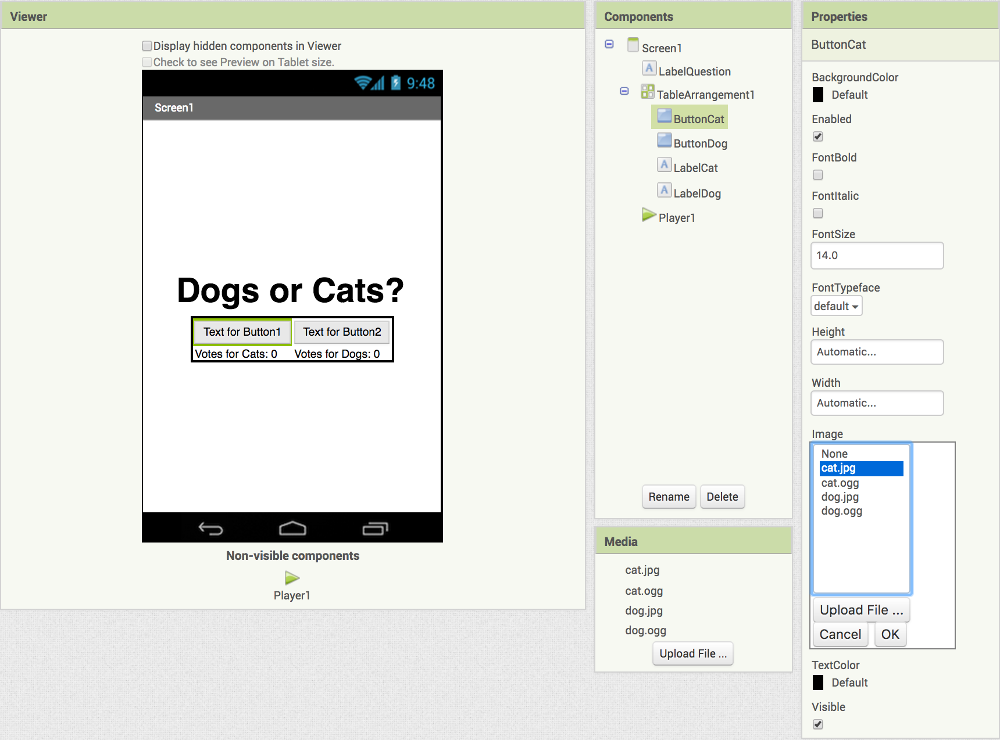 Viewer
Display hidden components in Viewer
Check to see Preview on Tablet size.
9:48
Screen1
Dogs or Cats?
Text for Button1 Text for Button2
Votes for Cats: 0 Votes for Dogs: 0
Non-visible components
Player1
Components
Screen1
A LabelQuestion
TableArrangement1
ButtonCat
ButtonDog
A LabelCat
A LabelDog
Player1
Rename Delete
Media
cat.jpg
cat.ogg
dog.jpg
dog.ogg
Upload File ...
Properties
ButtonCat
BackgroundColor
Default
Enabled
FontBold
FontItalic
FontSize
14.0
FontTypeface
default
Height
Automatic...
Width
Automatic...
Image
None
cat.jpg
cat.ogg
dog.jpg
dog.ogg
Upload File ...
Cancel OK
TextColor
Default
Visible